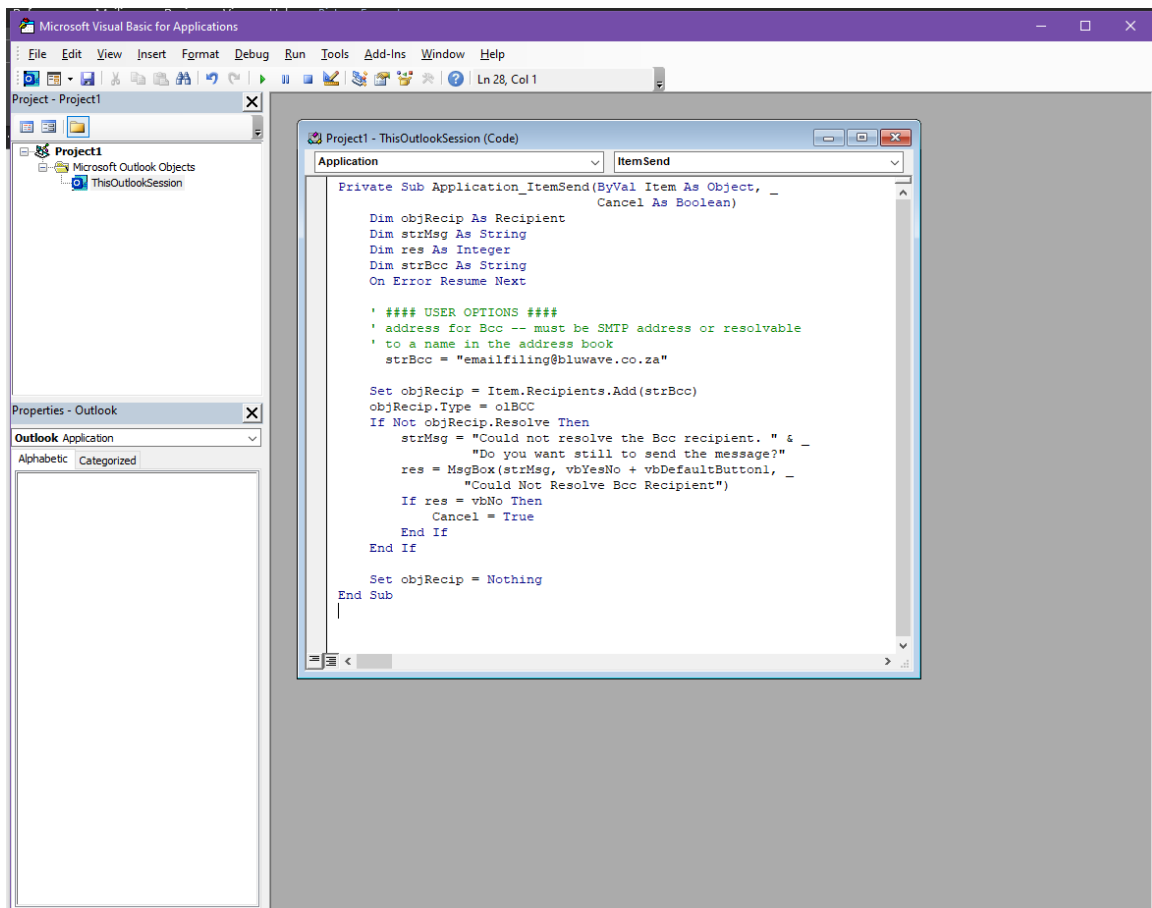 Microsoft Visual Basic for Applications
File Edit View Insert Format Debug Run Tools Add-Ins Window Help
Ln 28, Col 1
Project - Project1
Project1
Microsoft Outlook Objects
ThisOutlookSession
Properties - Outlook
Outlook Application
Alphabetic Categorized
Project1 - ThisOutlookSession (Code)
Application ItemSend
Private Sub Application_ItemSend(ByVal Item As Object, _
Cancel As Boolean)
Dim objRecip As Recipient
Dim strMsg As String
Dim res As Integer
Dim strBcc As String
On Error Resume Next
' #### USER OPTIONS ####
' address for Bcc -- must be SMTP address or resolvable
' to a name in the address book
strBcc = "emailfiling@bluwave.co.za"
Set objRecip = Item.Recipients.Add(strBcc)
objRecip.Type = olBCC
If Not objRecip.Resolve Then
strMsg = "Could not resolve the Bcc recipient. " & _
"Do you want still to send the message?"
res = MsgBox(strMsg, vbYesNo + vbDefaultButton1, _
"Could Not Resolve Bcc Recipient")
If res = vbNo Then
Cancel = True
End If
End If
Set objRecip = Nothing
End Sub